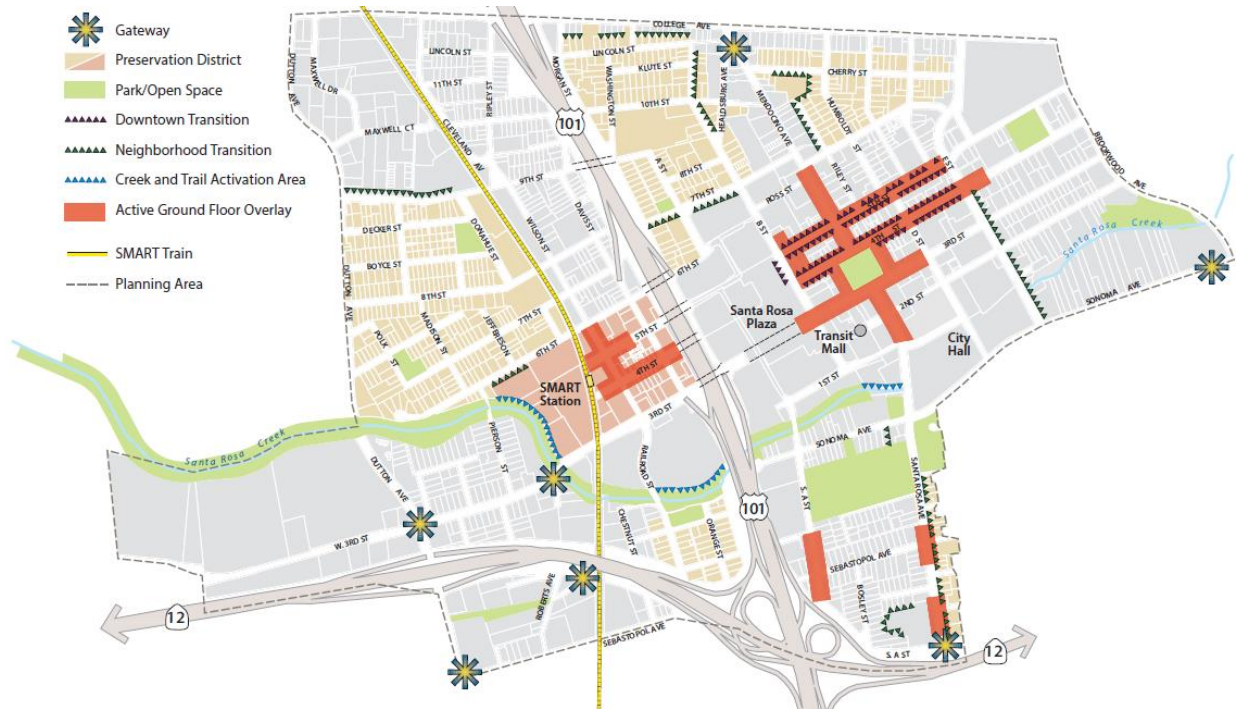 Gateway
Preservation District
Park/Open Space
Downtown Transition
Neighborhood Transition
Creek and Trail Activation Area
Active Ground Floor Overlay
SMART Train
Planning Area
COLLEGE AVE
DUTTON AVE
MAXWELL DR
LINCOLN ST
11TH ST
RIPLEY ST
MAXWELL CT
CLEVELAND AV
MORGAN ST
LINCOLN ST
WASHINGTON ST
KLUTE ST
10TH ST
HEALDSBURG AVE
MENDOCINO AVE
CHERRY ST
HUMBOLDT ST
101
9TH ST
A ST
8TH ST
7TH ST
ROSS ST
RILEY ST
E ST
BROOKWOOD AVE
DECKER ST
DONAHUE ST
WILSON ST
DAVIS ST
B ST
4TH ST
D ST
3RD ST
Santa Rosa Creek
BOYCE ST
DUTTON AVE
8TH ST
6TH ST
2ND ST
SONOMA AVE
POLK ST
MADISON ST
JEFFERSON
7TH ST
6TH ST
5TH ST
Santa Rosa
Plaza
Transit
Mall
City
Hall
SMART
Station
4TH ST
3RD ST
1ST ST
Santa Rosa Creek
PIERSON ST
RAILROAD ST
SONOMA AVE
DUTTON AVE
S. A ST
SANTA ROSA AVE
W. 3RD ST
CHESTNUT ST
ORANGE ST
101
SEBASTOPOL AVE
ROBERTS AVE
BOSLEY ST
12
SEBASTOPOL AVE
S. A ST
12